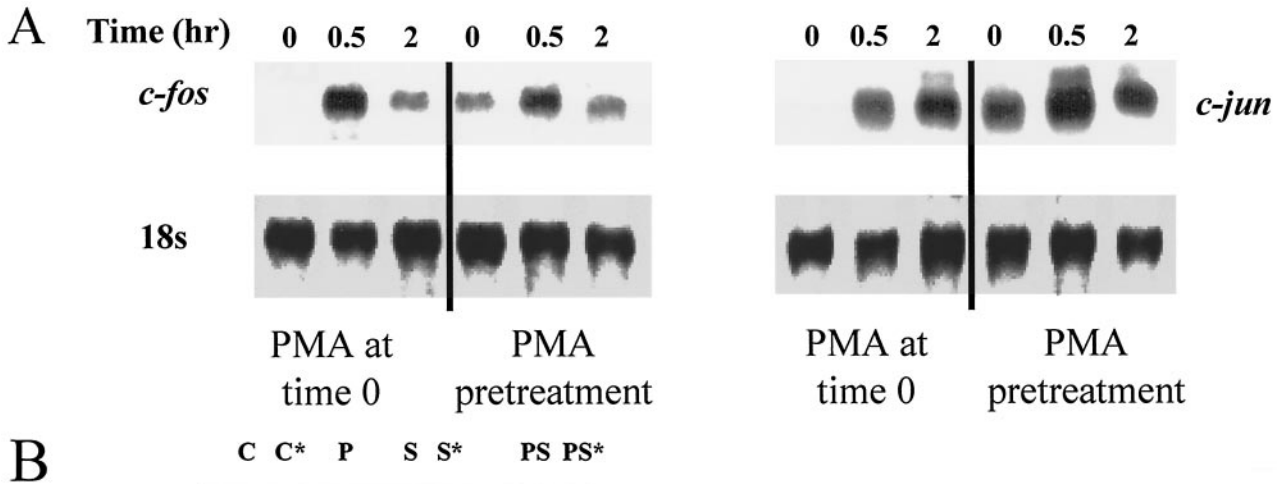 A Time (hr) 0 0.5 2 0 0.5 2 0 0.5 2 0 0.5 2
c-fos c-jun
18s
PMA at PMA PMA at PMA
time 0 pretreatment time 0 pretreatment
B C C* P S S* PS PS*